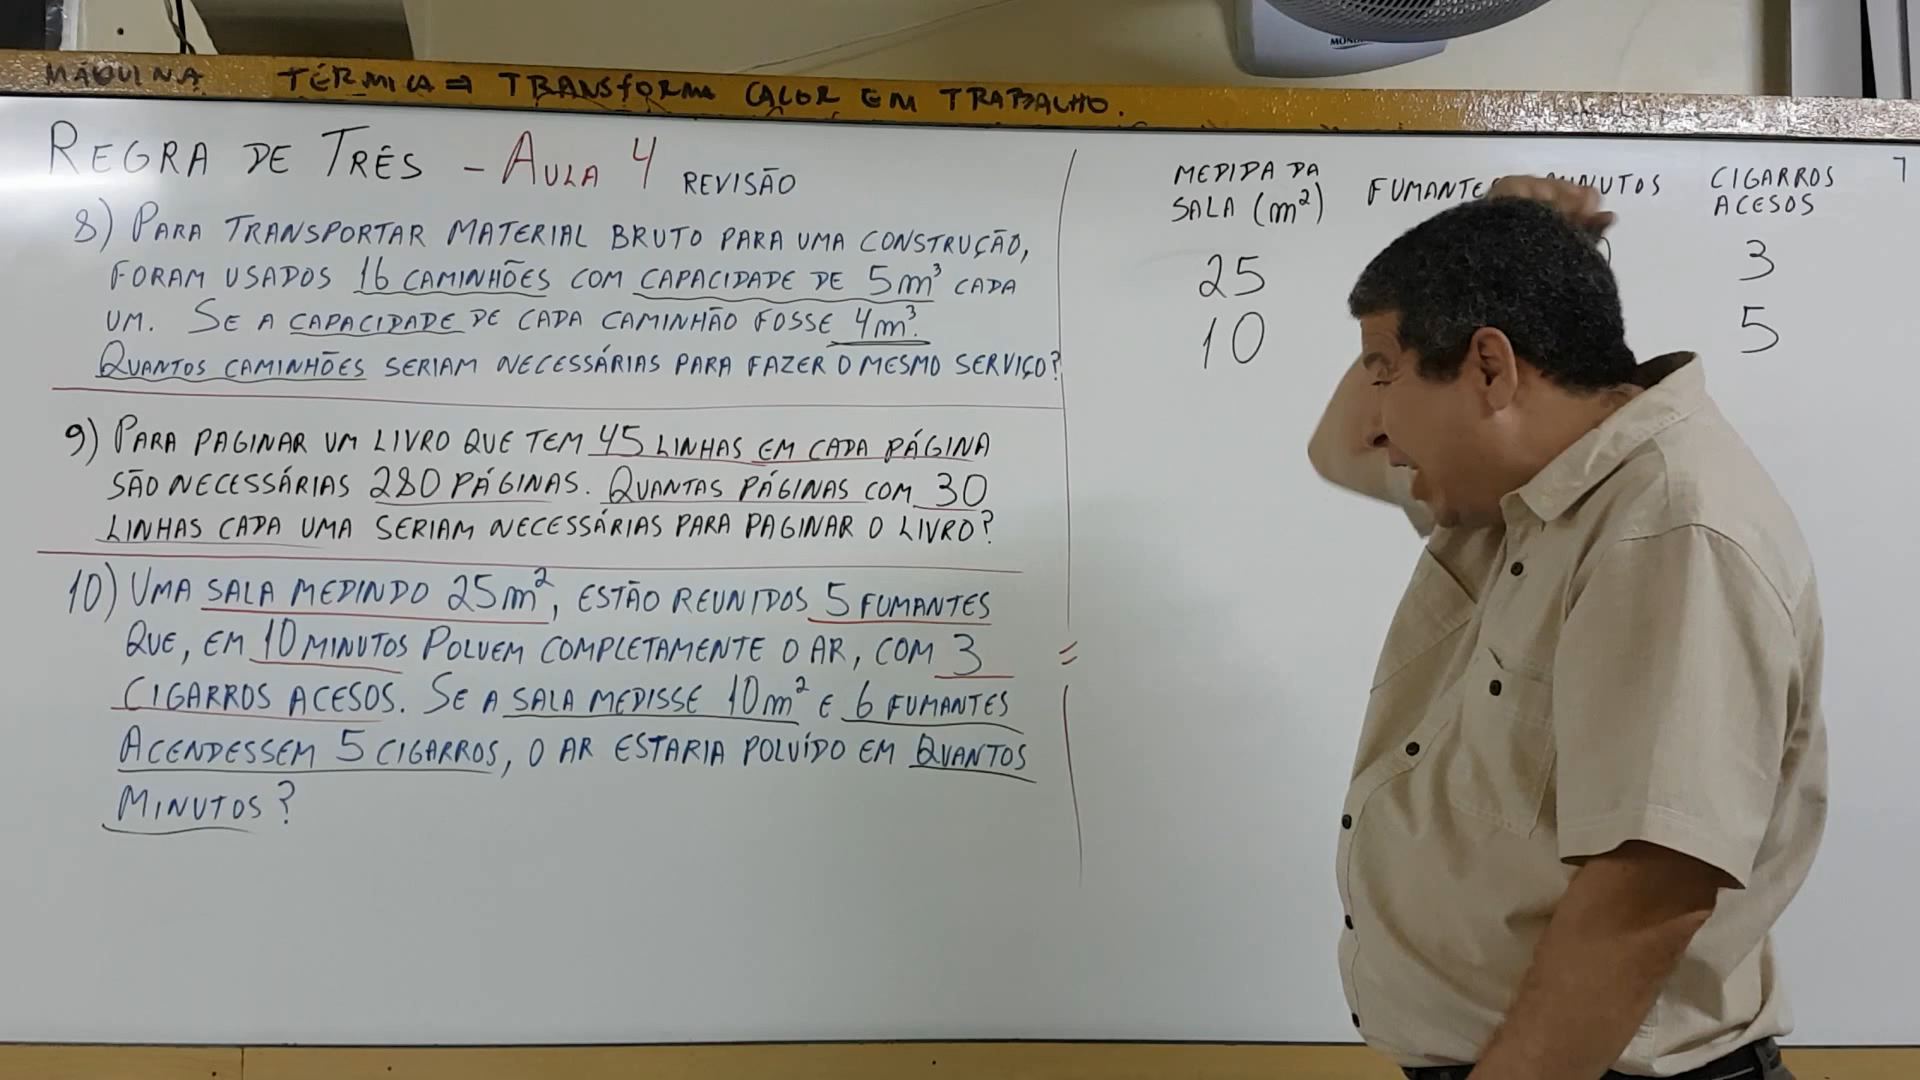 MÁQUINA TÉRMICA ⇒ TRANSFORMA CALOR EM TRABALHO.
REGRA DE TRÊS - AULA 4 REVISÃO
8) PARA TRANSPORTAR MATERIAL BRUTO PARA UMA CONSTRUÇÃO,
FORAM USADOS 16 CAMINHÕES COM CAPACIDADE DE 5m³ CADA
UM. SE A CAPACIDADE DE CADA CAMINHÃO FOSSE 4m³.
QUANTOS CAMINHÕES SERIAM NECESSÁRIAS PARA FAZER O MESMO SERVIÇO?
9) PARA PAGINAR UM LIVRO QUE TEM 45 LINHAS EM CADA PÁGINA
SÃO NECESSÁRIAS 280 PÁGINAS. QUANTAS PÁGINAS COM 30
LINHAS CADA UMA SERIAM NECESSÁRIAS PARA PAGINAR O LIVRO?
10) UMA SALA MEDINDO 25m², ESTÃO REUNIDOS 5 FUMANTES
QUE, EM 10 MINUTOS POLUEM COMPLETAMENTE O AR, COM 3
CIGARROS ACESOS. SE A SALA MEDISSE 10m² E 6 FUMANTES
ACENDESSEM 5 CIGARROS, O AR ESTARIA POLUÍDO EM QUANTOS
MINUTOS?
MEDIDA DA
SALA (m²)
CIGARROS
ACESOS
25 3
10 5